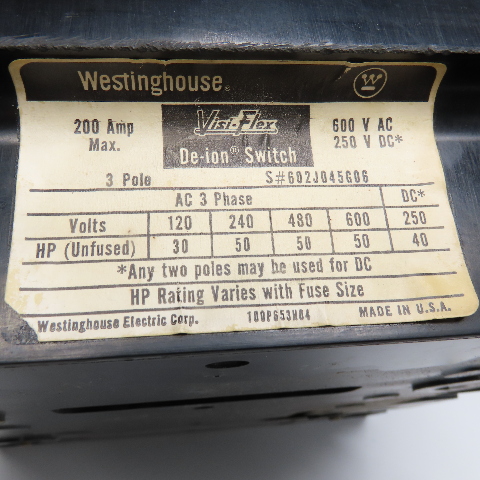 Westinghouse®
W
200 Amp Max.
Visi-Flex
De-ion® Switch
600 V AC
250 V DC*
3 Pole S#602J045G06
AC 3 Phase DC*
Volts 120 240 480 600 250
HP (Unfused) 30 50 50 50 40
*Any two poles may be used for DC
HP Rating Varies with Fuse Size
Westinghouse Electric Corp. 180P653H04 MADE IN U.S.A.